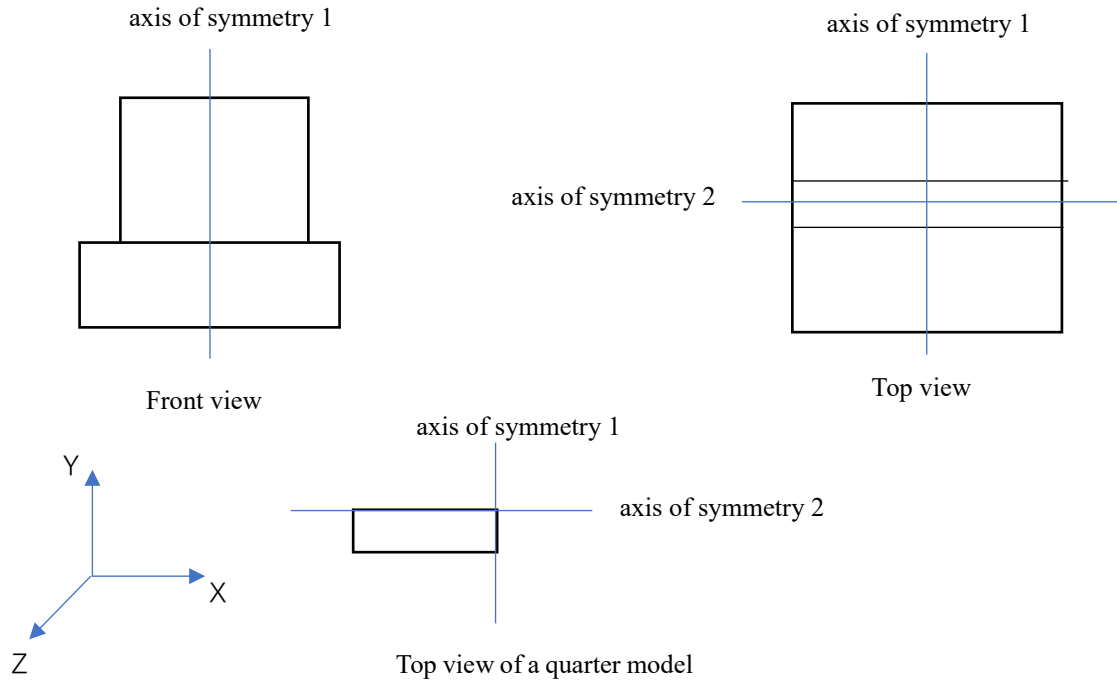 axis of symmetry 1
axis of symmetry 1
axis of symmetry 2
Front view
Top view
axis of symmetry 1
axis of symmetry 2
Y
X
Z
Top view of a quarter model